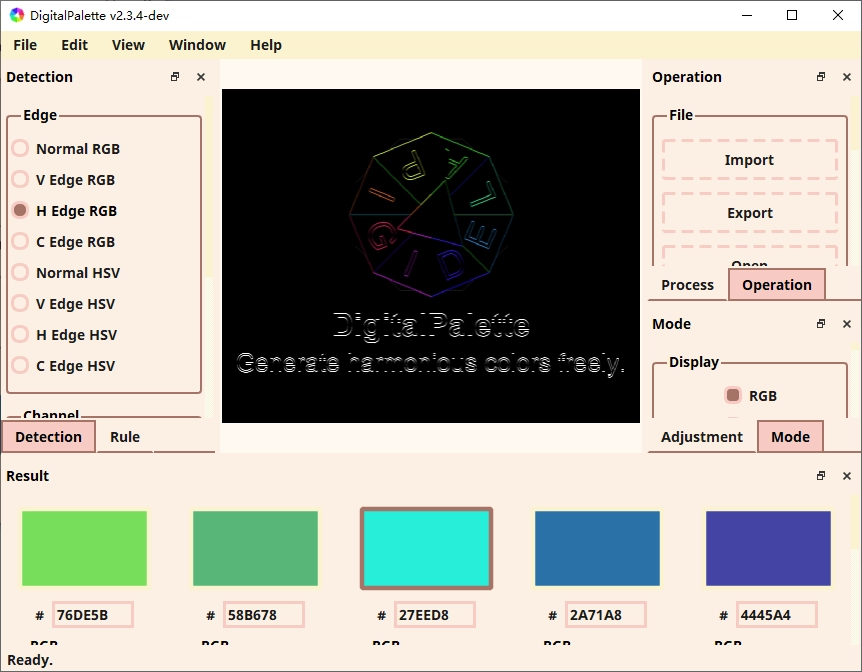 DigitalPalette v2.3.4-dev
File Edit View Window Help
Detection
Edge
Normal RGB
V Edge RGB
H Edge RGB
C Edge RGB
Normal HSV
V Edge HSV
H Edge HSV
C Edge HSV
Channel
Detection Rule
DigitalPalette
Generate harmonious colors freely.
Operation
File
Import
Export
Open
Process Operation
Mode
Display
RGB
Adjustment Mode
Result
# 76DE5B # 58B678 # 27EED8 # 2A71A8 # 4445A4
RGB RGB RGB RGB RGB
Ready.